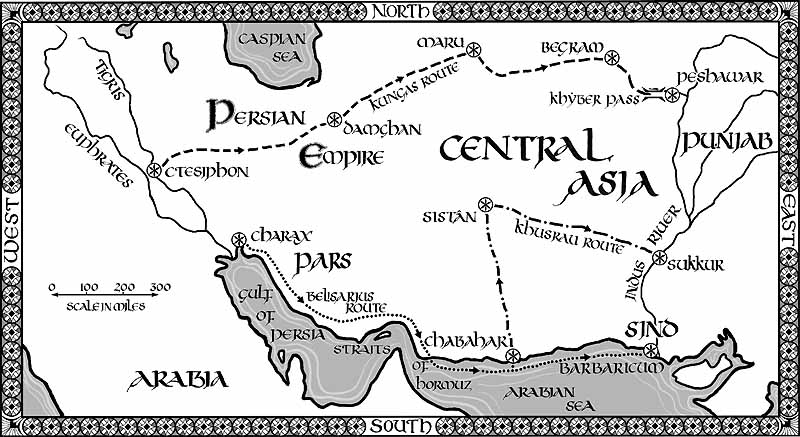 NORTH
CASPIAN
SEA
MARU
BEGRAM
PESHAWAR
KHYBER PASS
TIGRIS
KUNGAS ROUTE
PERSIAN
EMPIRE
DAMGHAN
EUPHRATES
CTESIPHON
CENTRAL
ASIA
PUNJAB
WEST
EAST
SISTÂN
KHUSRAU ROUTE
INDUS RIVER
SUKKUR
CHARAX
PARS
0 100 200 300
SCALE IN MILES
GULF
OF
PERSIA
BELISARIUS
ROUTE
STRAITS
OF
HORMUZ
CHABAHAR
SIND
BARBARICUM
ARABIA
ARABIAN
SEA
SOUTH